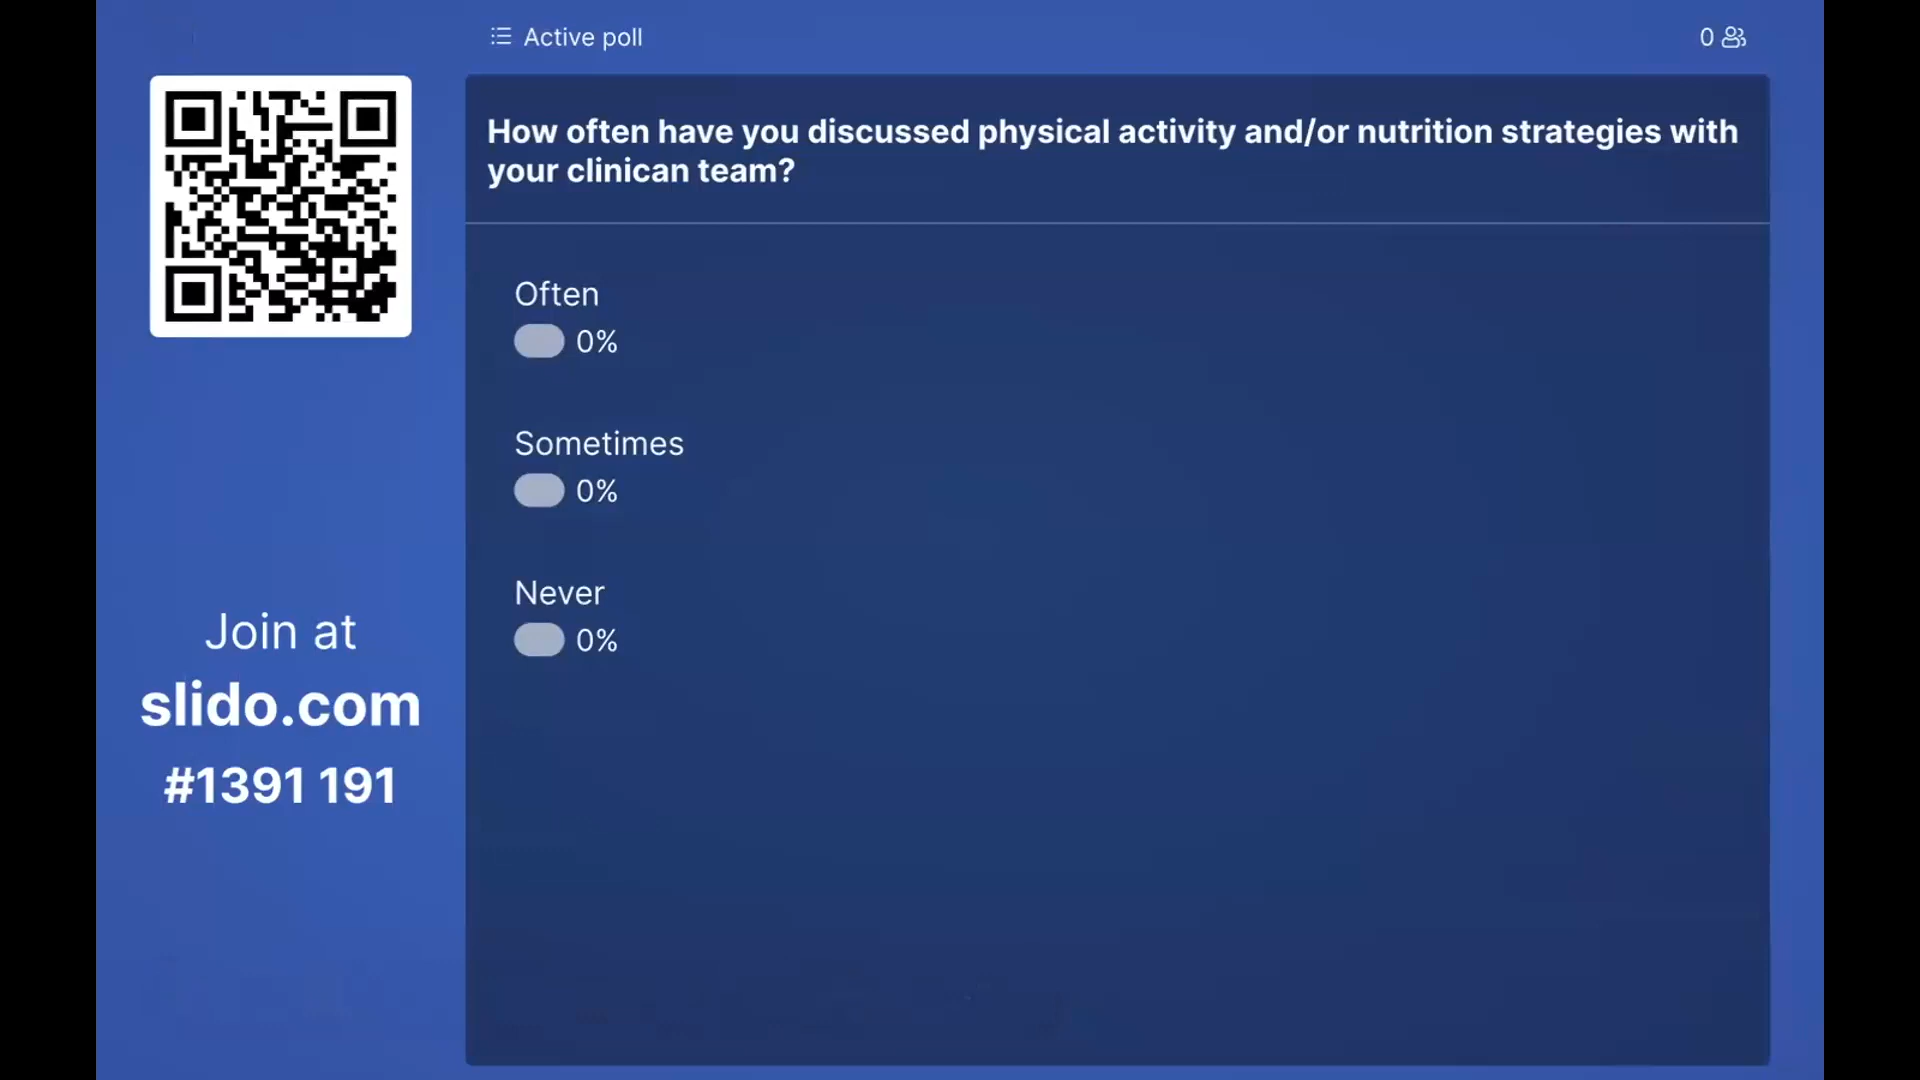 Active poll
0
How often have you discussed physical activity and/or nutrition strategies with
your clinican team?
Often
0%
Sometimes
0%
Never
0%
Join at
slido.com
#1391 191